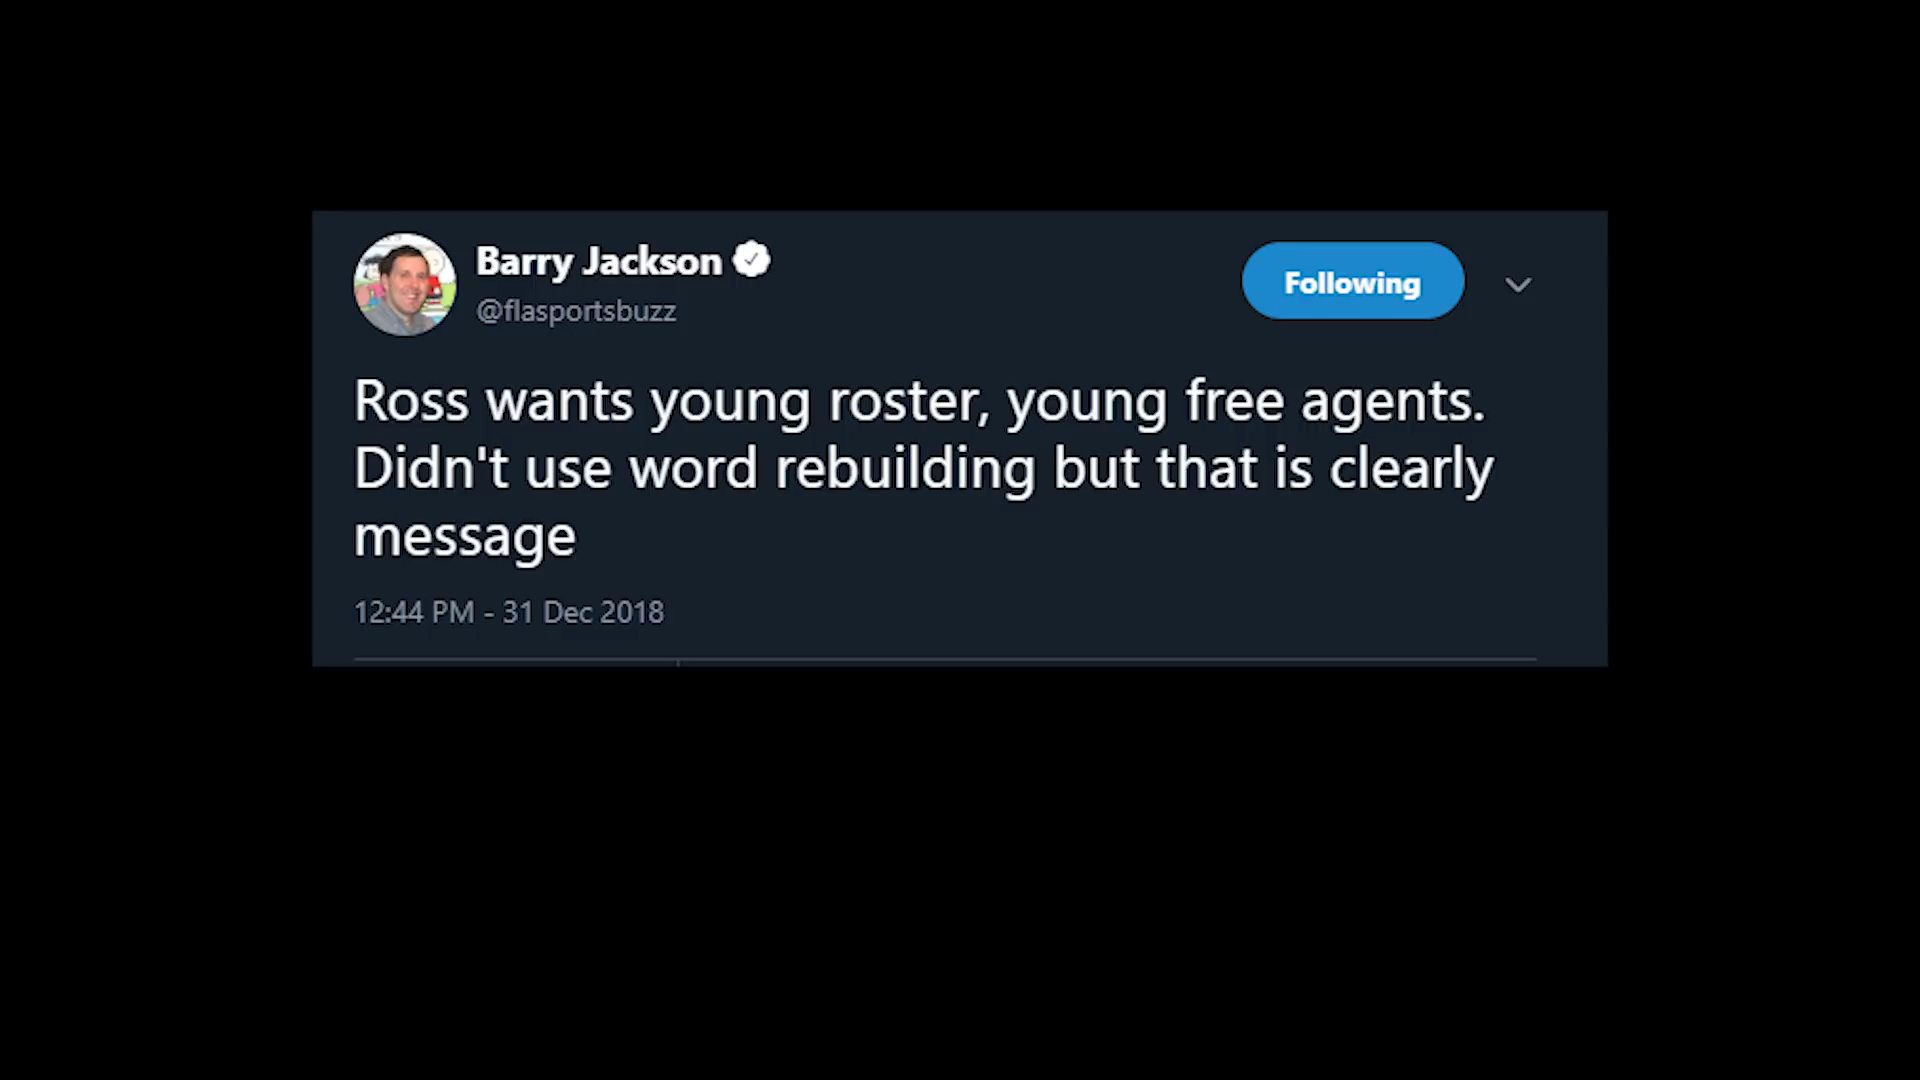 Barry Jackson
@flasportsbuzz
Following
Ross wants young roster, young free agents.
Didn't use word rebuilding but that is clearly
message
12:44 PM - 31 Dec 2018